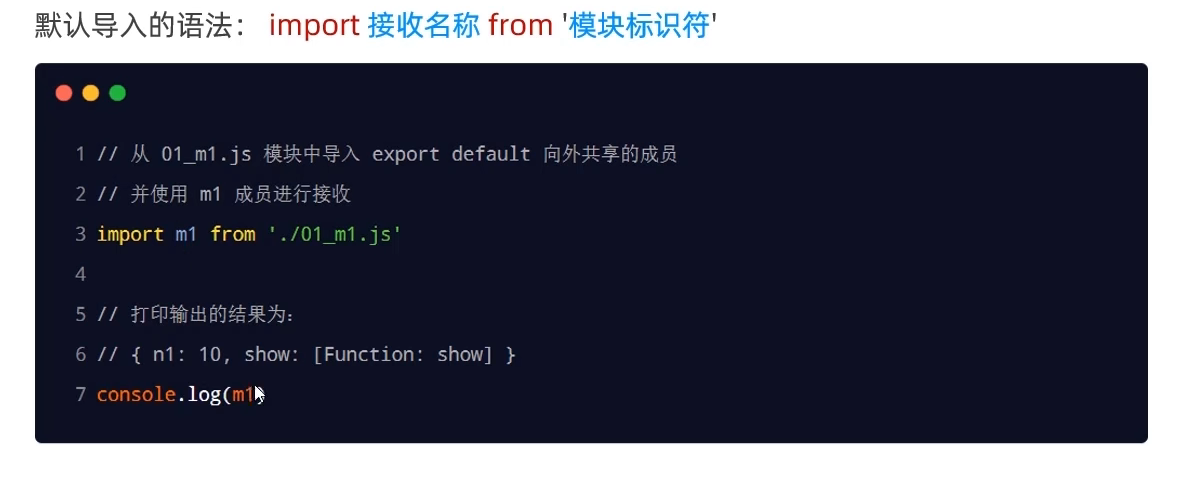 默认导入的语法： import 接收名称 from '模块标识符'
1 // 从 01_m1.js 模块中导入 export default 向外共享的成员
2 // 并使用 m1 成员进行接收
3 import m1 from './01_m1.js'
4
5 // 打印输出的结果为：
6 // { n1: 10, show: [Function: show] }
7 console.log(m1)